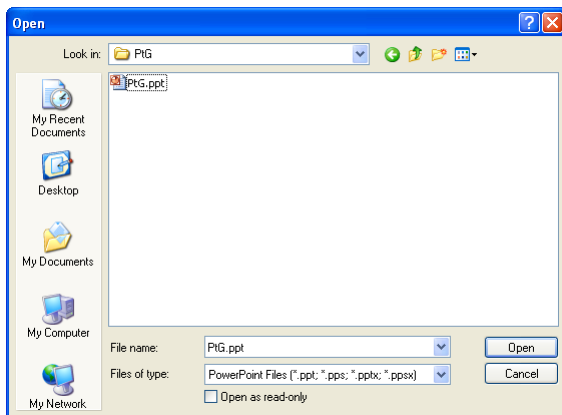 Open
Look in:
PtG
PtG.ppt
My Recent
Documents
Desktop
My Documents
My Computer
My Network
File name:
PtG.ppt
Open
Files of type:
PowerPoint Files (*.ppt; *.pps; *.pptx; *.ppsx)
Cancel
Open as read-only